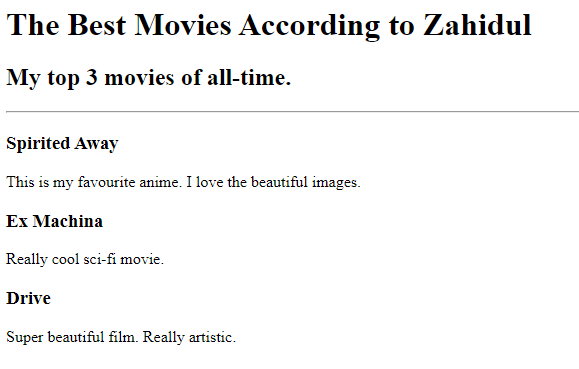 The Best Movies According to Zahidul
My top 3 movies of all-time.
Spirited Away
This is my favourite anime. I love the beautiful images.
Ex Machina
Really cool sci-fi movie.
Drive
Super beautiful film. Really artistic.